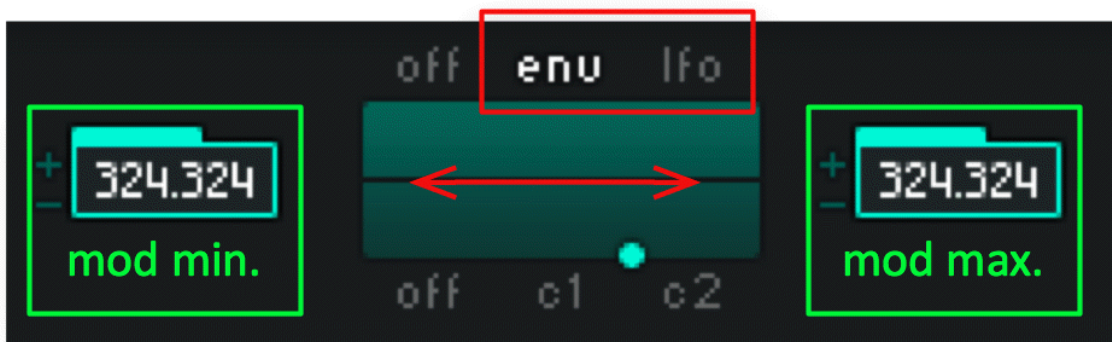 off env lfo
+ 324.324 -
+ 324.324 -
mod min.
mod max.
off c1 c2